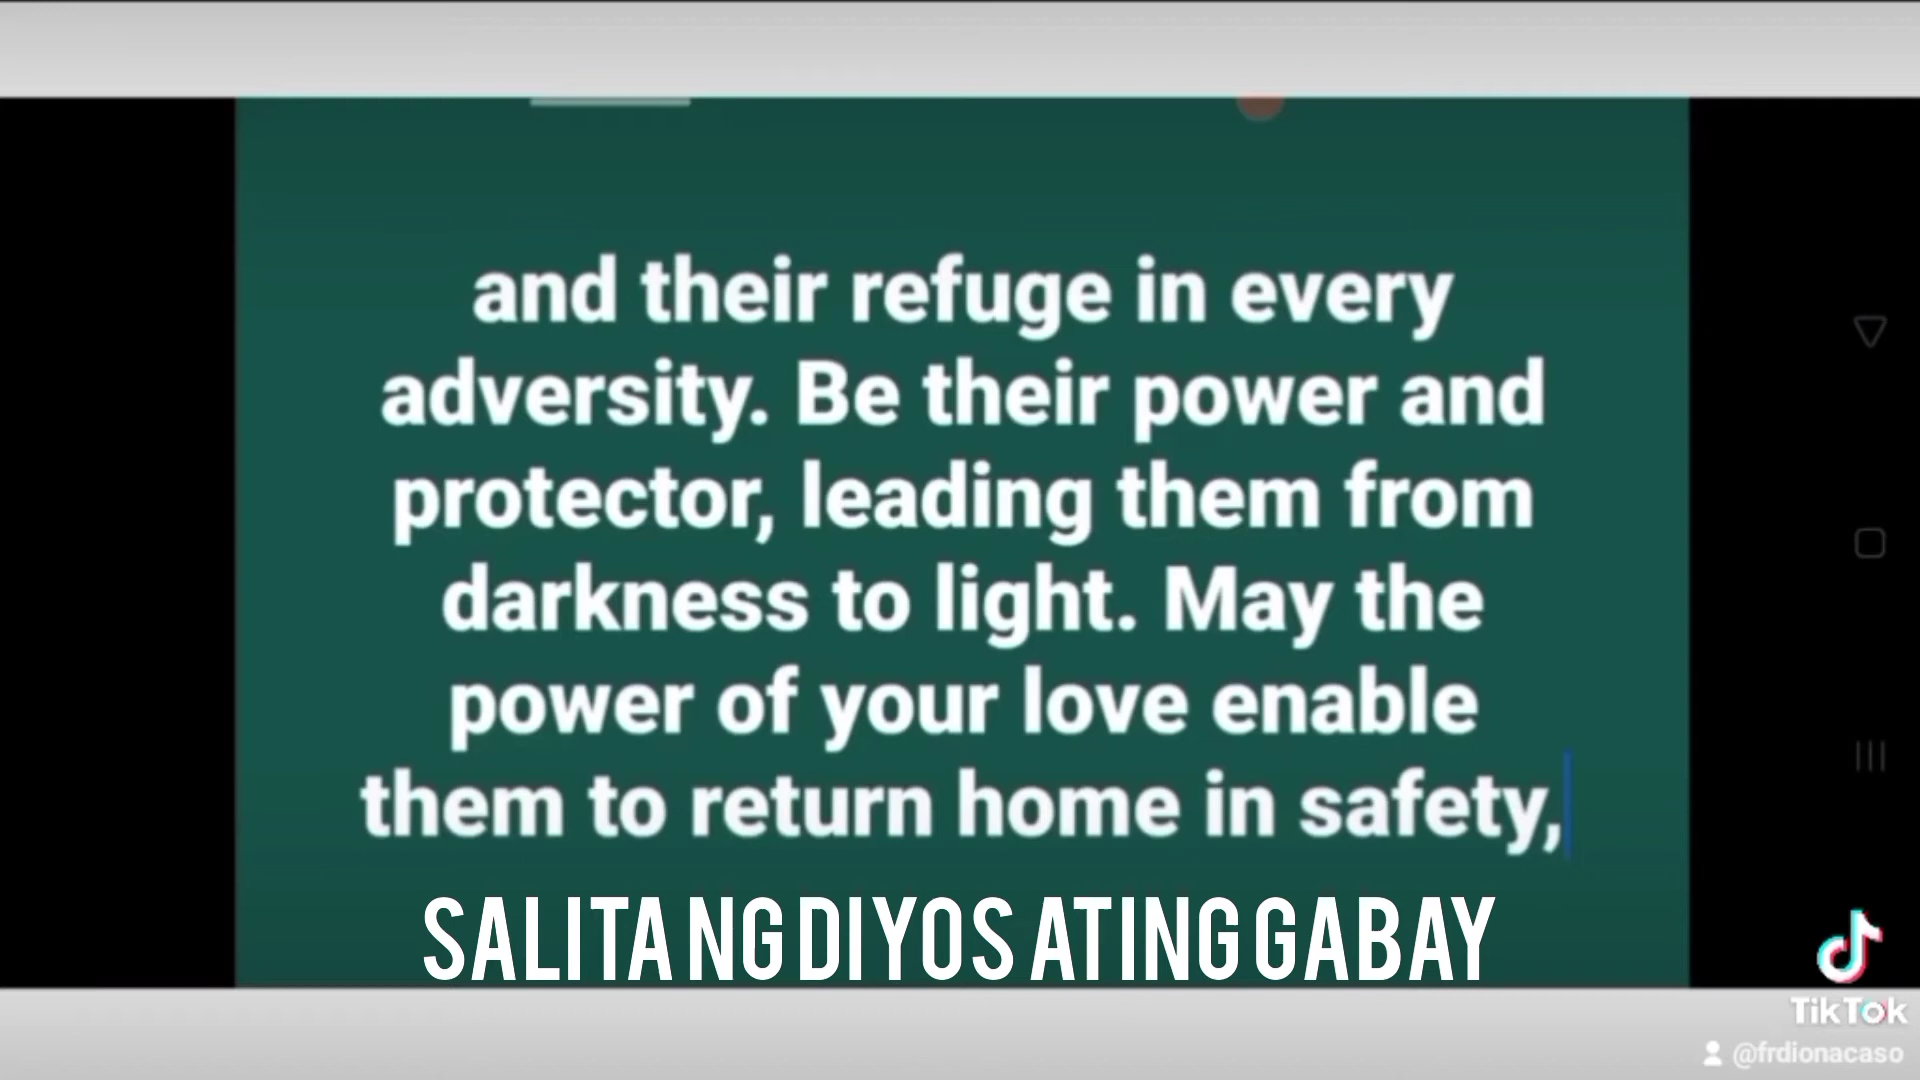 and their refuge in every
adversity. Be their power and
protector, leading them from
darkness to light. May the
power of your love enable
them to return home in safety,
SALITA NG DIYOS ATING GABAY
TikTok
@frdionacaso